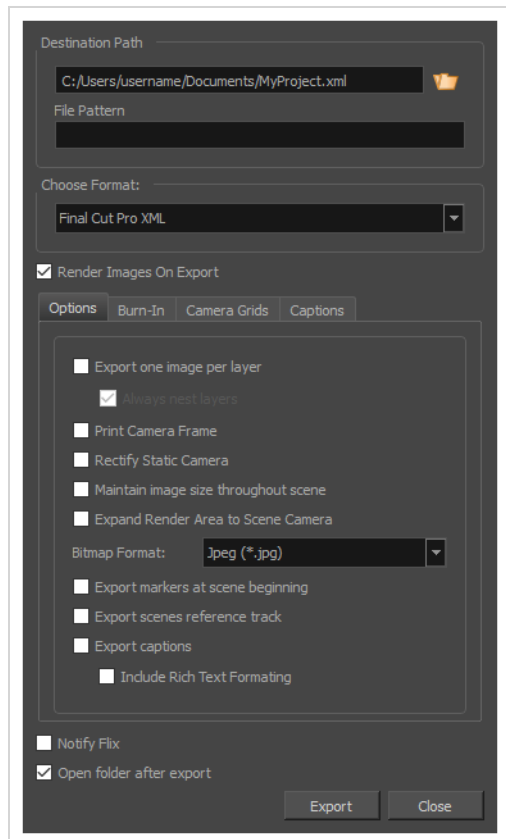 Destination Path
C:/Users/username/Documents/MyProject.xml
File Pattern
Choose Format:
Final Cut Pro XML
Render Images On Export
Options Burn-In Camera Grids Captions
Export one image per layer
Always nest layers
Print Camera Frame
Rectify Static Camera
Maintain image size throughout scene
Expand Render Area to Scene Camera
Bitmap Format: Jpeg (*.jpg)
Export markers at scene beginning
Export scenes reference track
Export captions
Include Rich Text Formating
Notify Flix
Open folder after export
Export Close